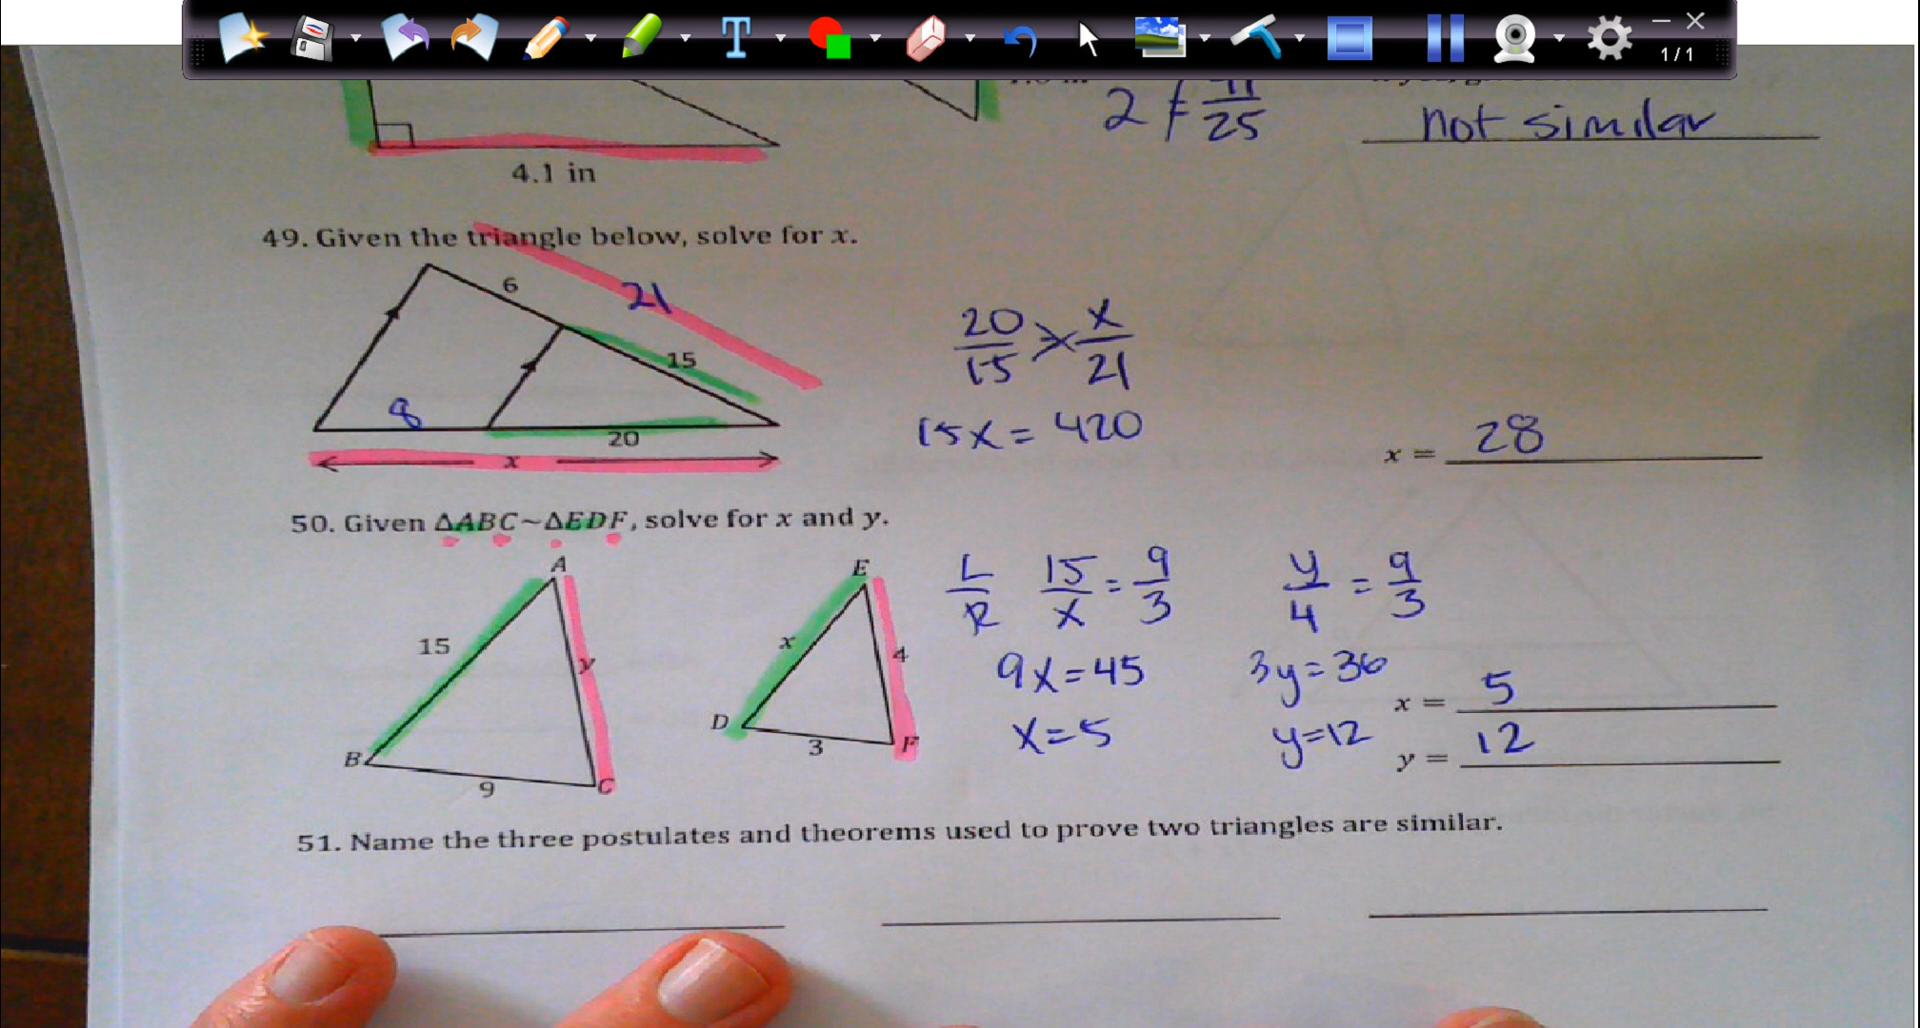 T
1/1
2 ≠ 11/25
not similar
4.1 in
49. Given the triangle below, solve for x.
6
21
15
8
20
x
20/15 = x/21
15x = 420
x = 28
50. Given ΔABC~ΔEDF, solve for x and y.
A
15
y
B
9
C
E
x
4
D
3
F
L/R 15/x = 9/3
9x = 45
x = 5
y/4 = 9/3
3y = 36
y = 12
x = 5
y = 12
51. Name the three postulates and theorems used to prove two triangles are similar.